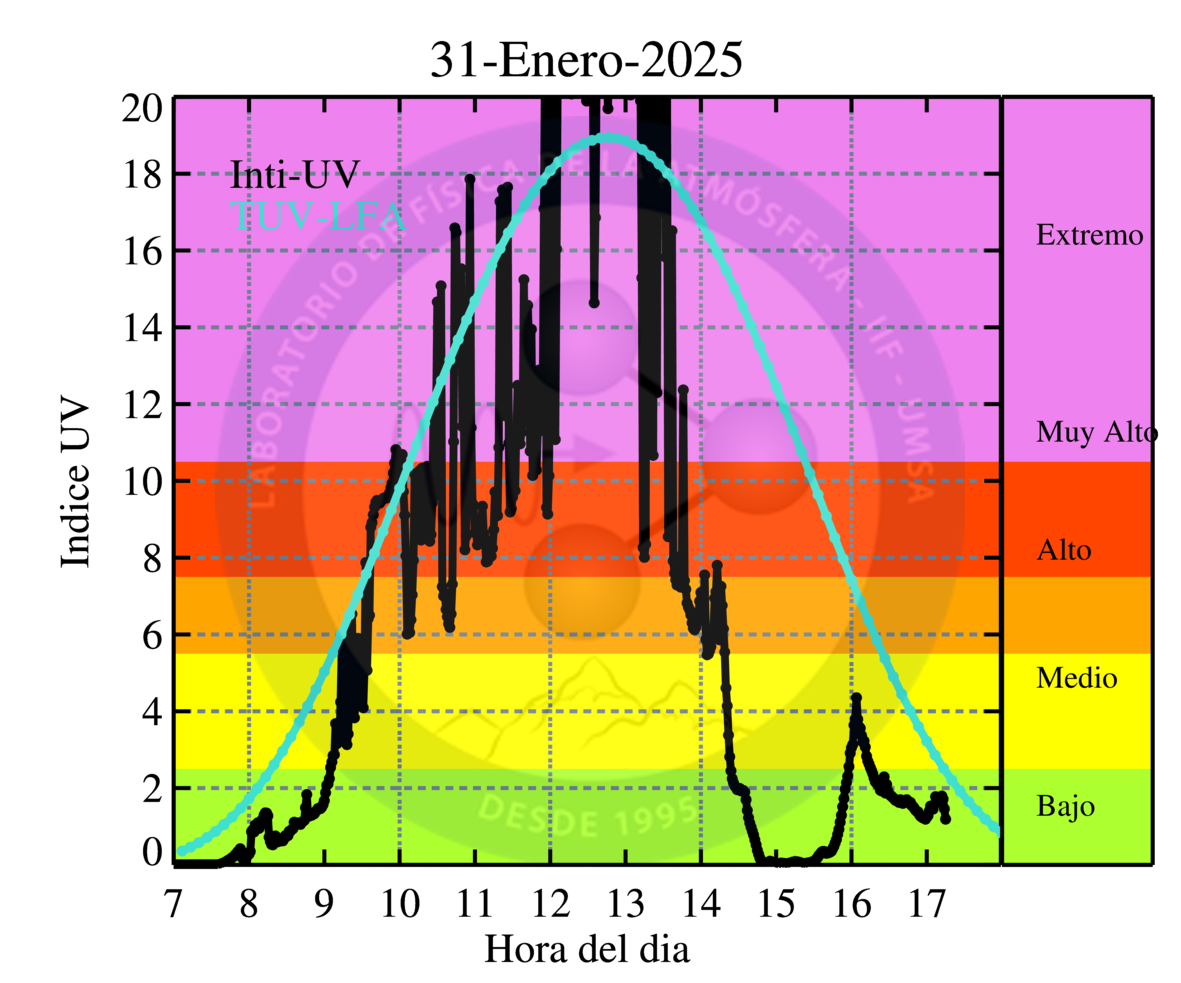 31-Enero-2025
Indice UV
20
18
16
14
12
10
8
6
4
2
0
Inti-UV
TUV-LFA
LABORATORIO DE FÍSICA DE LA ATMÓSFERA - IIF - UMSA
DESDE 1995
Extremo
Muy Alto
Alto
Medio
Bajo
7 8 9 10 11 12 13 14 15 16 17
Hora del dia